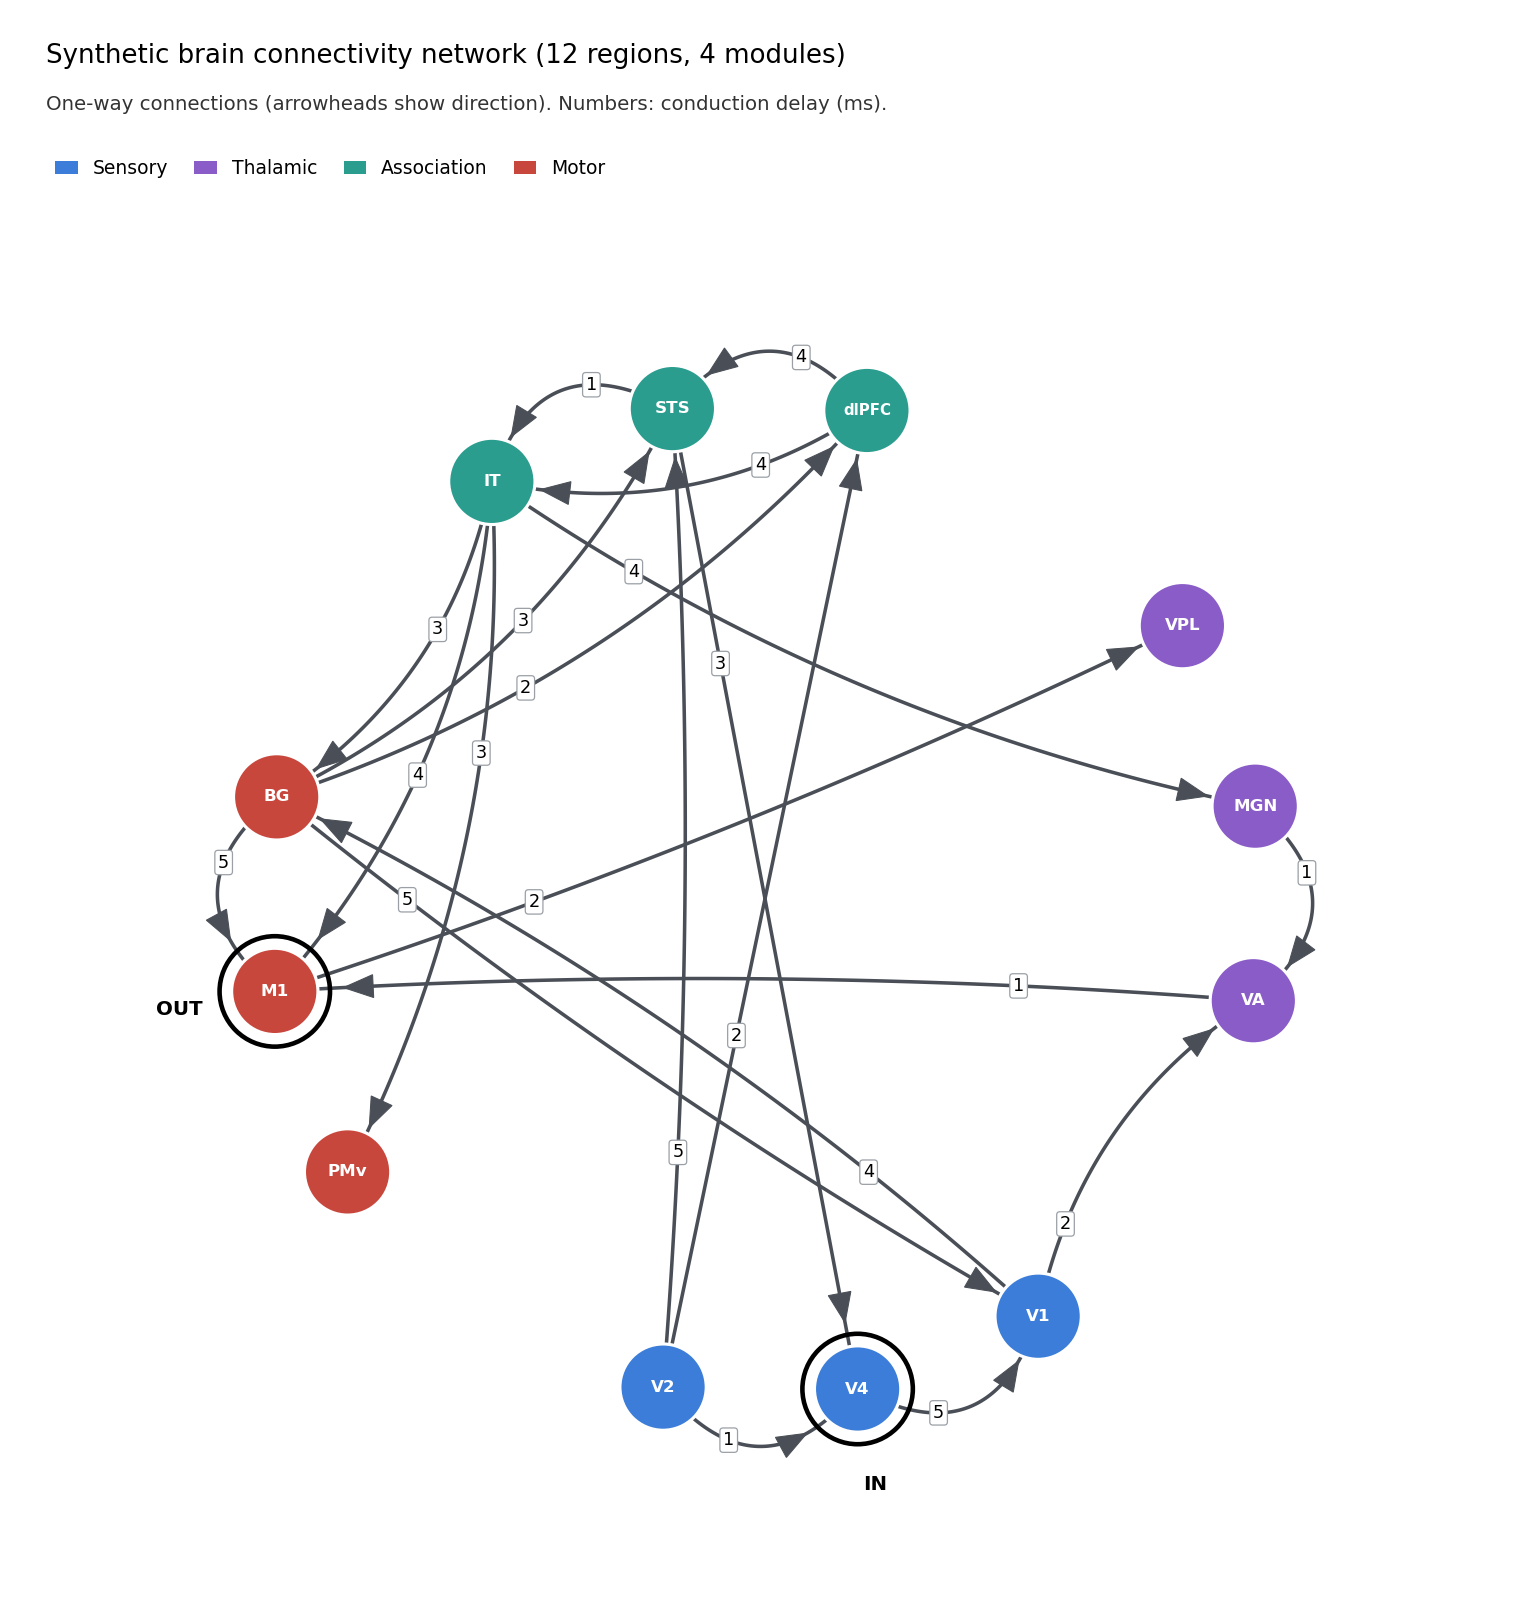 Synthetic brain connectivity network (12 regions, 4 modules)
One-way connections (arrowheads show direction). Numbers: conduction delay (ms).
Sensory Thalamic Association Motor
4
1
STS
dlPFC
4
IT
4
3
3
VPL
3
2
3
4
BG
MGN
5
5
2
1
M1
OUT
1
VA
2
5
4
PMv
2
V1
V2
V4
5
1
IN